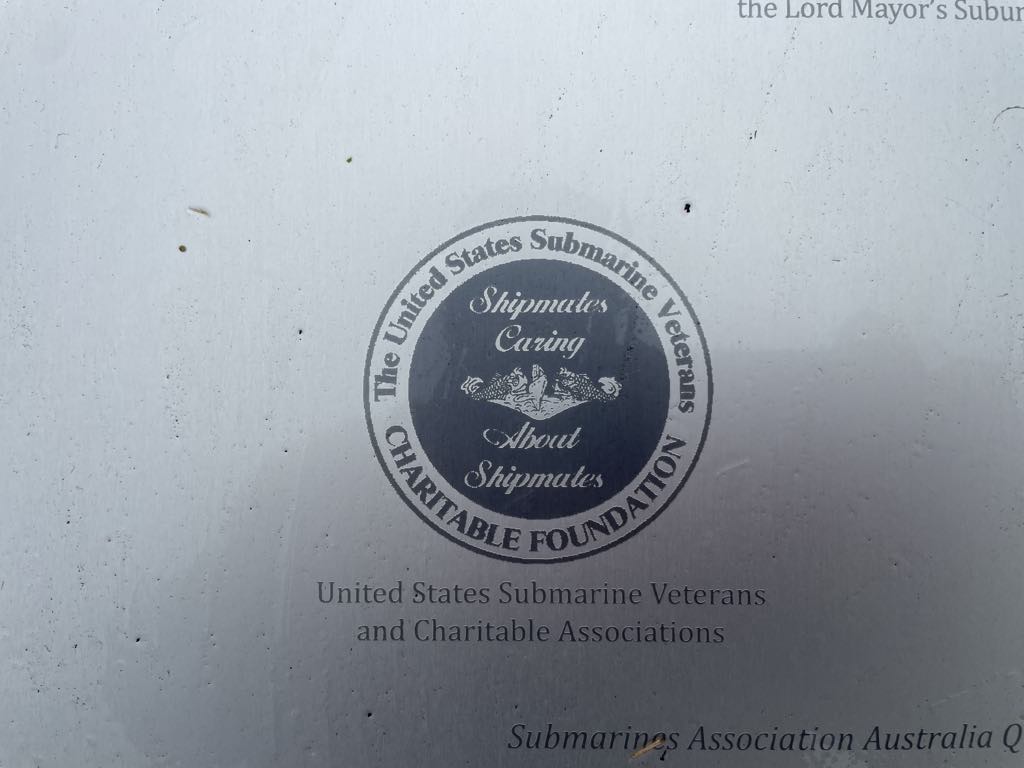 the Lord Mayor's Subur
The United States Submarine Veterans
Shipmates
Caring
About
Shipmates
CHARITABLE FOUNDATION
United States Submarine Veterans
and Charitable Associations
Submarines Association Australia Q